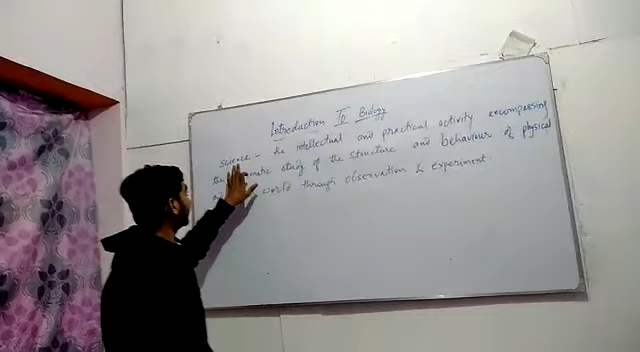 Introduction To Biology
Science - the intellectual and practical activity encompassing
the systematic study of the structure and behaviour of physical
world through observation & experiment.